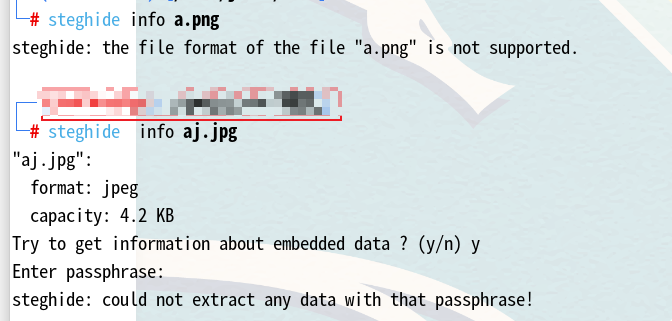 # steghide info a.png
steghide: the file format of the file "a.png" is not supported.
# steghide  info aj.jpg
"aj.jpg":
  format: jpeg
  capacity: 4.2 KB
Try to get information about embedded data ? (y/n) y
Enter passphrase:
steghide: could not extract any data with that passphrase!